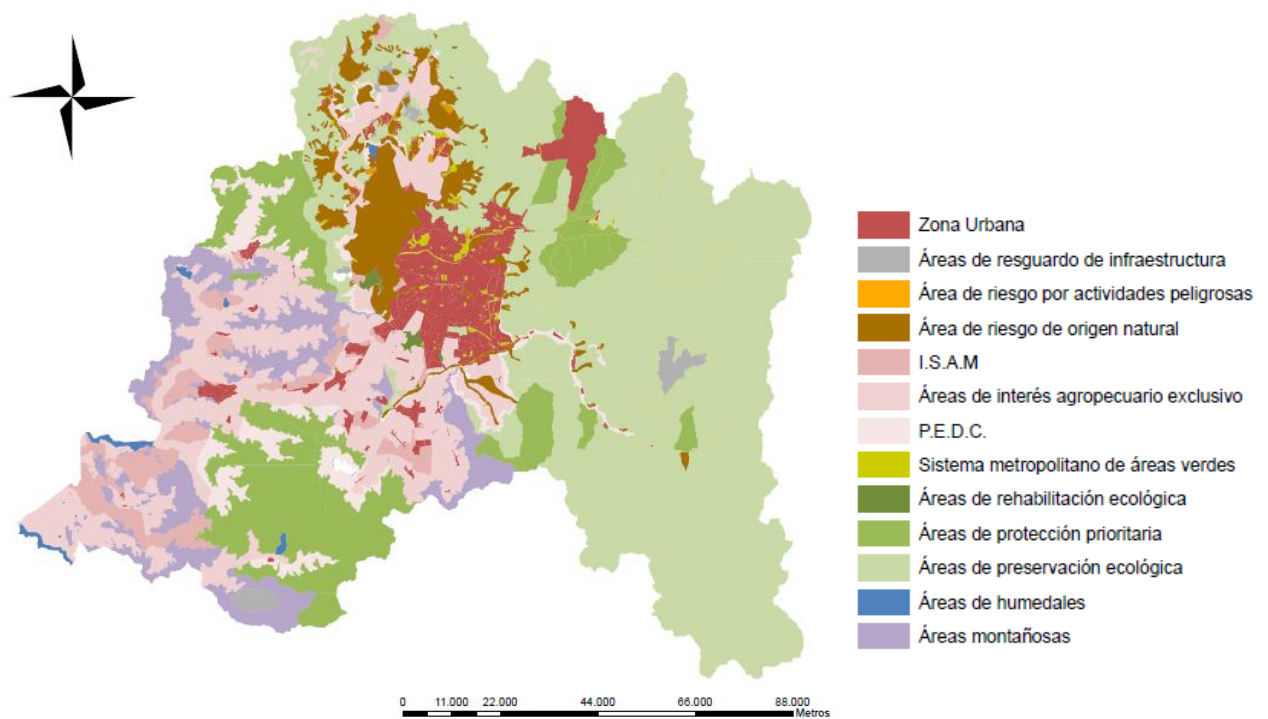 Zona Urbana
Áreas de resguardo de infraestructura
Área de riesgo por actividades peligrosas
Área de riesgo de origen natural
I.S.A.M
Áreas de interés agropecuario exclusivo
P.E.D.C.
Sistema metropolitano de áreas verdes
Áreas de rehabilitación ecológica
Áreas de protección prioritaria
Áreas de preservación ecológica
Áreas de humedales
Áreas montañosas
0 11.000 22.000 44.000 66.000 88.000
Metros